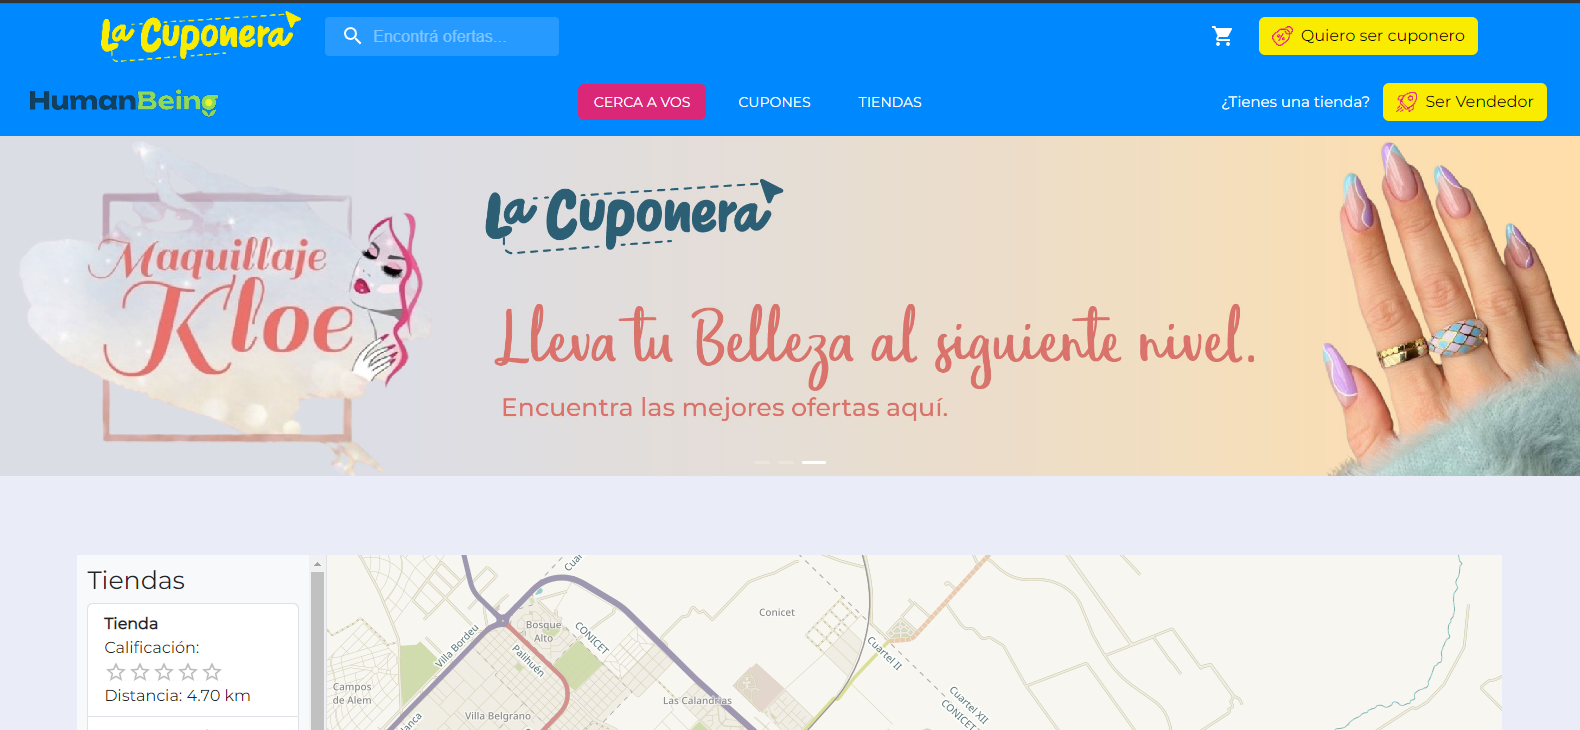 La Cuponera
Encontrá ofertas...
Quiero ser cuponero
HumanBeing
CERCA A VOS
CUPONES
TIENDAS
¿Tienes una tienda?
Ser Vendedor
Maquillaje
Kloe
La Cuponera
Lleva tu Belleza al siguiente nivel.
Encuentra las mejores ofertas aquí.
Tiendas
Tienda
Calificación:
Distancia: 4.70 km
Conicet
Bosque
Alto
CONICET
Villa Bordeu
Palihuén
Cuartel II
Campos
de Alem
Las Calandrias
Villa Belgrano
Cuartel XII
CONICET